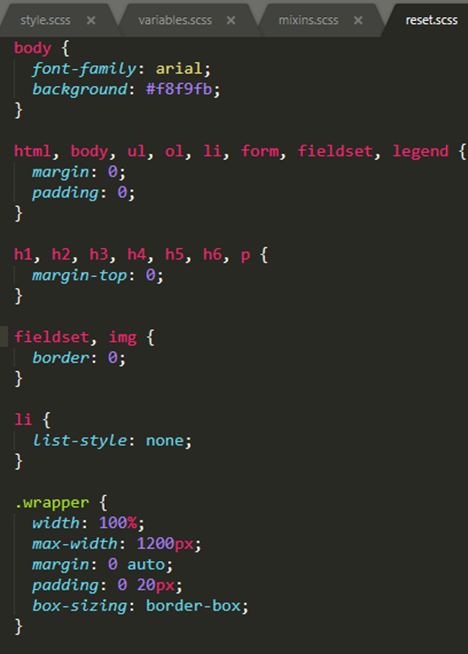 style.scss × variables.scss × mixins.scss × reset.scss
body {
  font-family: arial;
  background: #f8f9fb;
}

html, body, ul, ol, li, form, fieldset, legend {
  margin: 0;
  padding: 0;
}

h1, h2, h3, h4, h5, h6, p {
  margin-top: 0;
}

fieldset, img {
  border: 0;
}

li {
  list-style: none;
}

.wrapper {
  width: 100%;
  max-width: 1200px;
  margin: 0 auto;
  padding: 0 20px;
  box-sizing: border-box;
}